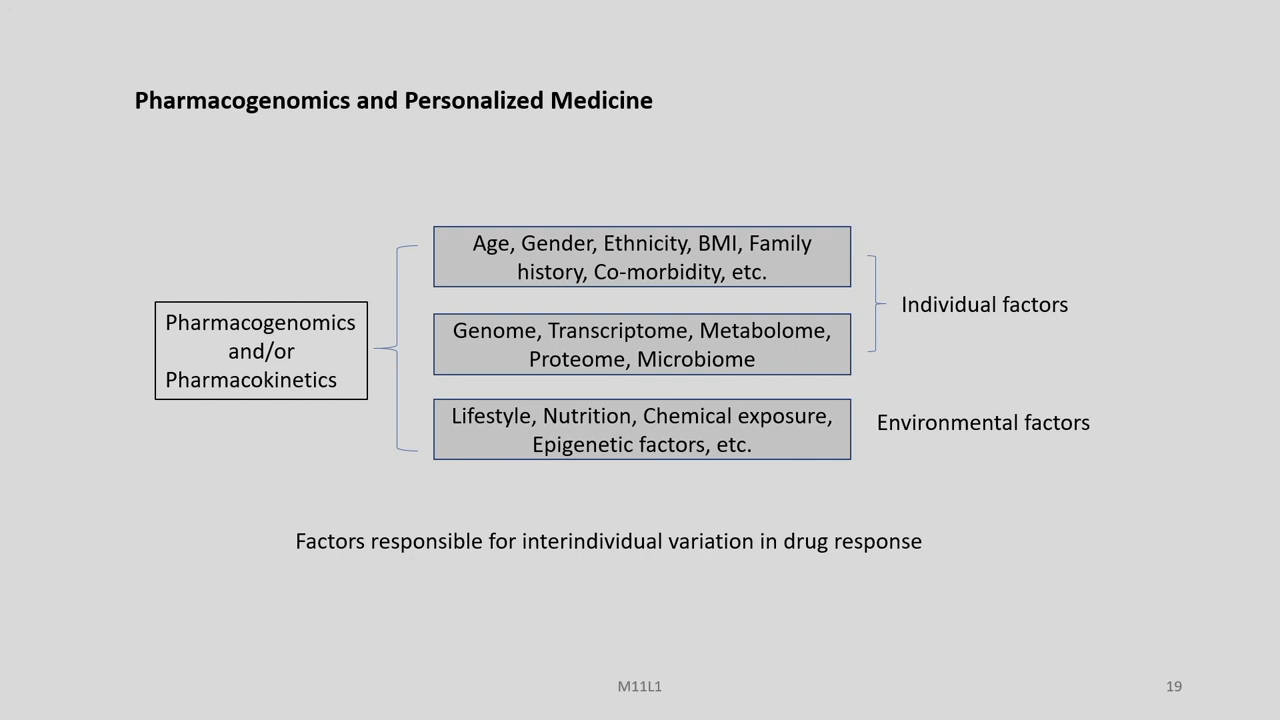 Pharmacogenomics and Personalized Medicine
Age, Gender, Ethnicity, BMI, Family
history, Co-morbidity, etc.
Individual factors
Pharmacogenomics
and/or
Pharmacokinetics
Genome, Transcriptome, Metabolome,
Proteome, Microbiome
Lifestyle, Nutrition, Chemical exposure,
Epigenetic factors, etc.
Environmental factors
Factors responsible for interindividual variation in drug response
M11L1
19